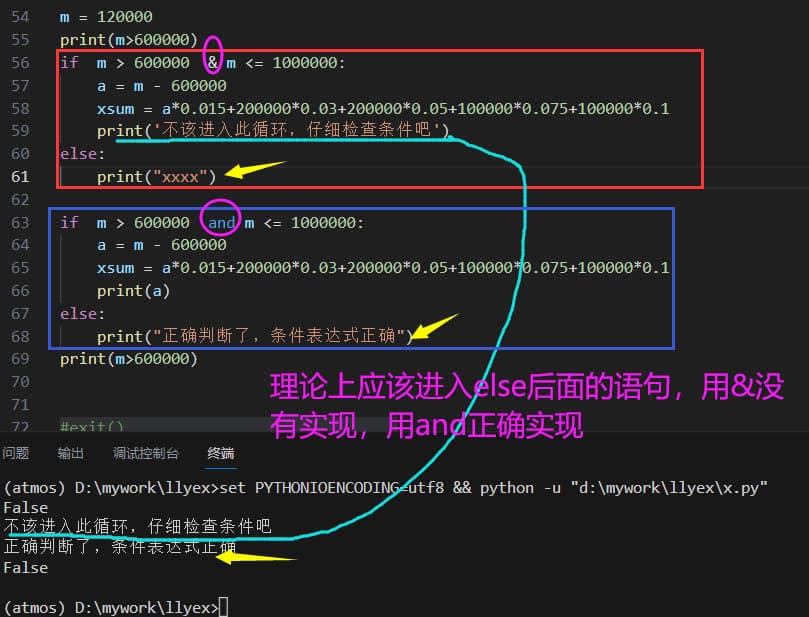 54 m = 120000
55 print(m>600000)
56 if m > 600000 & m <= 1000000:
57 a = m - 600000
58 xsum = a*0.015+200000*0.03+200000*0.05+100000*0.075+100000*0.1
59 print('不该进入此循环，仔细检查条件吧')
60 else:
61 print("xxxx")
62
63 if m > 600000 and m <= 1000000:
64 a = m - 600000
65 xsum = a*0.015+200000*0.03+200000*0.05+100000*0.075+100000*0.1
66 print(a)
67 else:
68 print("正确判断了，条件表达式正确")
69 print(m>600000)
70
理论上应该进入else后面的语句，用&没
71
有实现，用and正确实现
72 #exit()
问题 输出 调试控制台 终端
(atmos) D:\mywork\llyex>set PYTHONIOENCODING=utf8 && python -u "d:\mywork\llyex\x.py"
False
不该进入此循环，仔细检查条件吧
正确判断了，条件表达式正确
False
(atmos) D:\mywork\llyex>